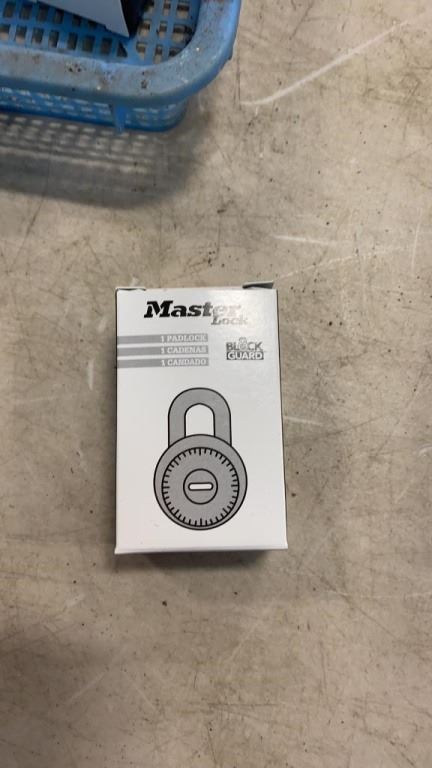 Master
Lock
1 PADLOCK
1 CADENAS
1 CANDADO
BLOCK
GUARD